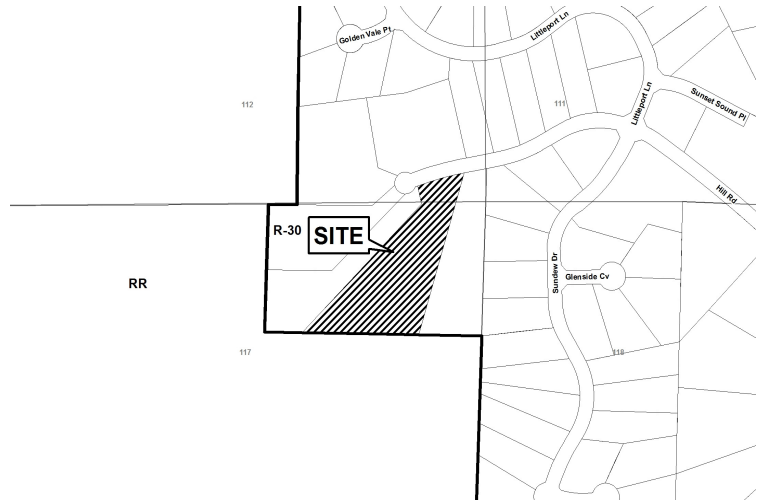 Golden Vale Pt
Littleport Ln
112
111
Littleport Ln
Sunset Sound Pl
Hill Rd
R-30
SITE
RR
Sundew Dr
Glenside Cv
117
118